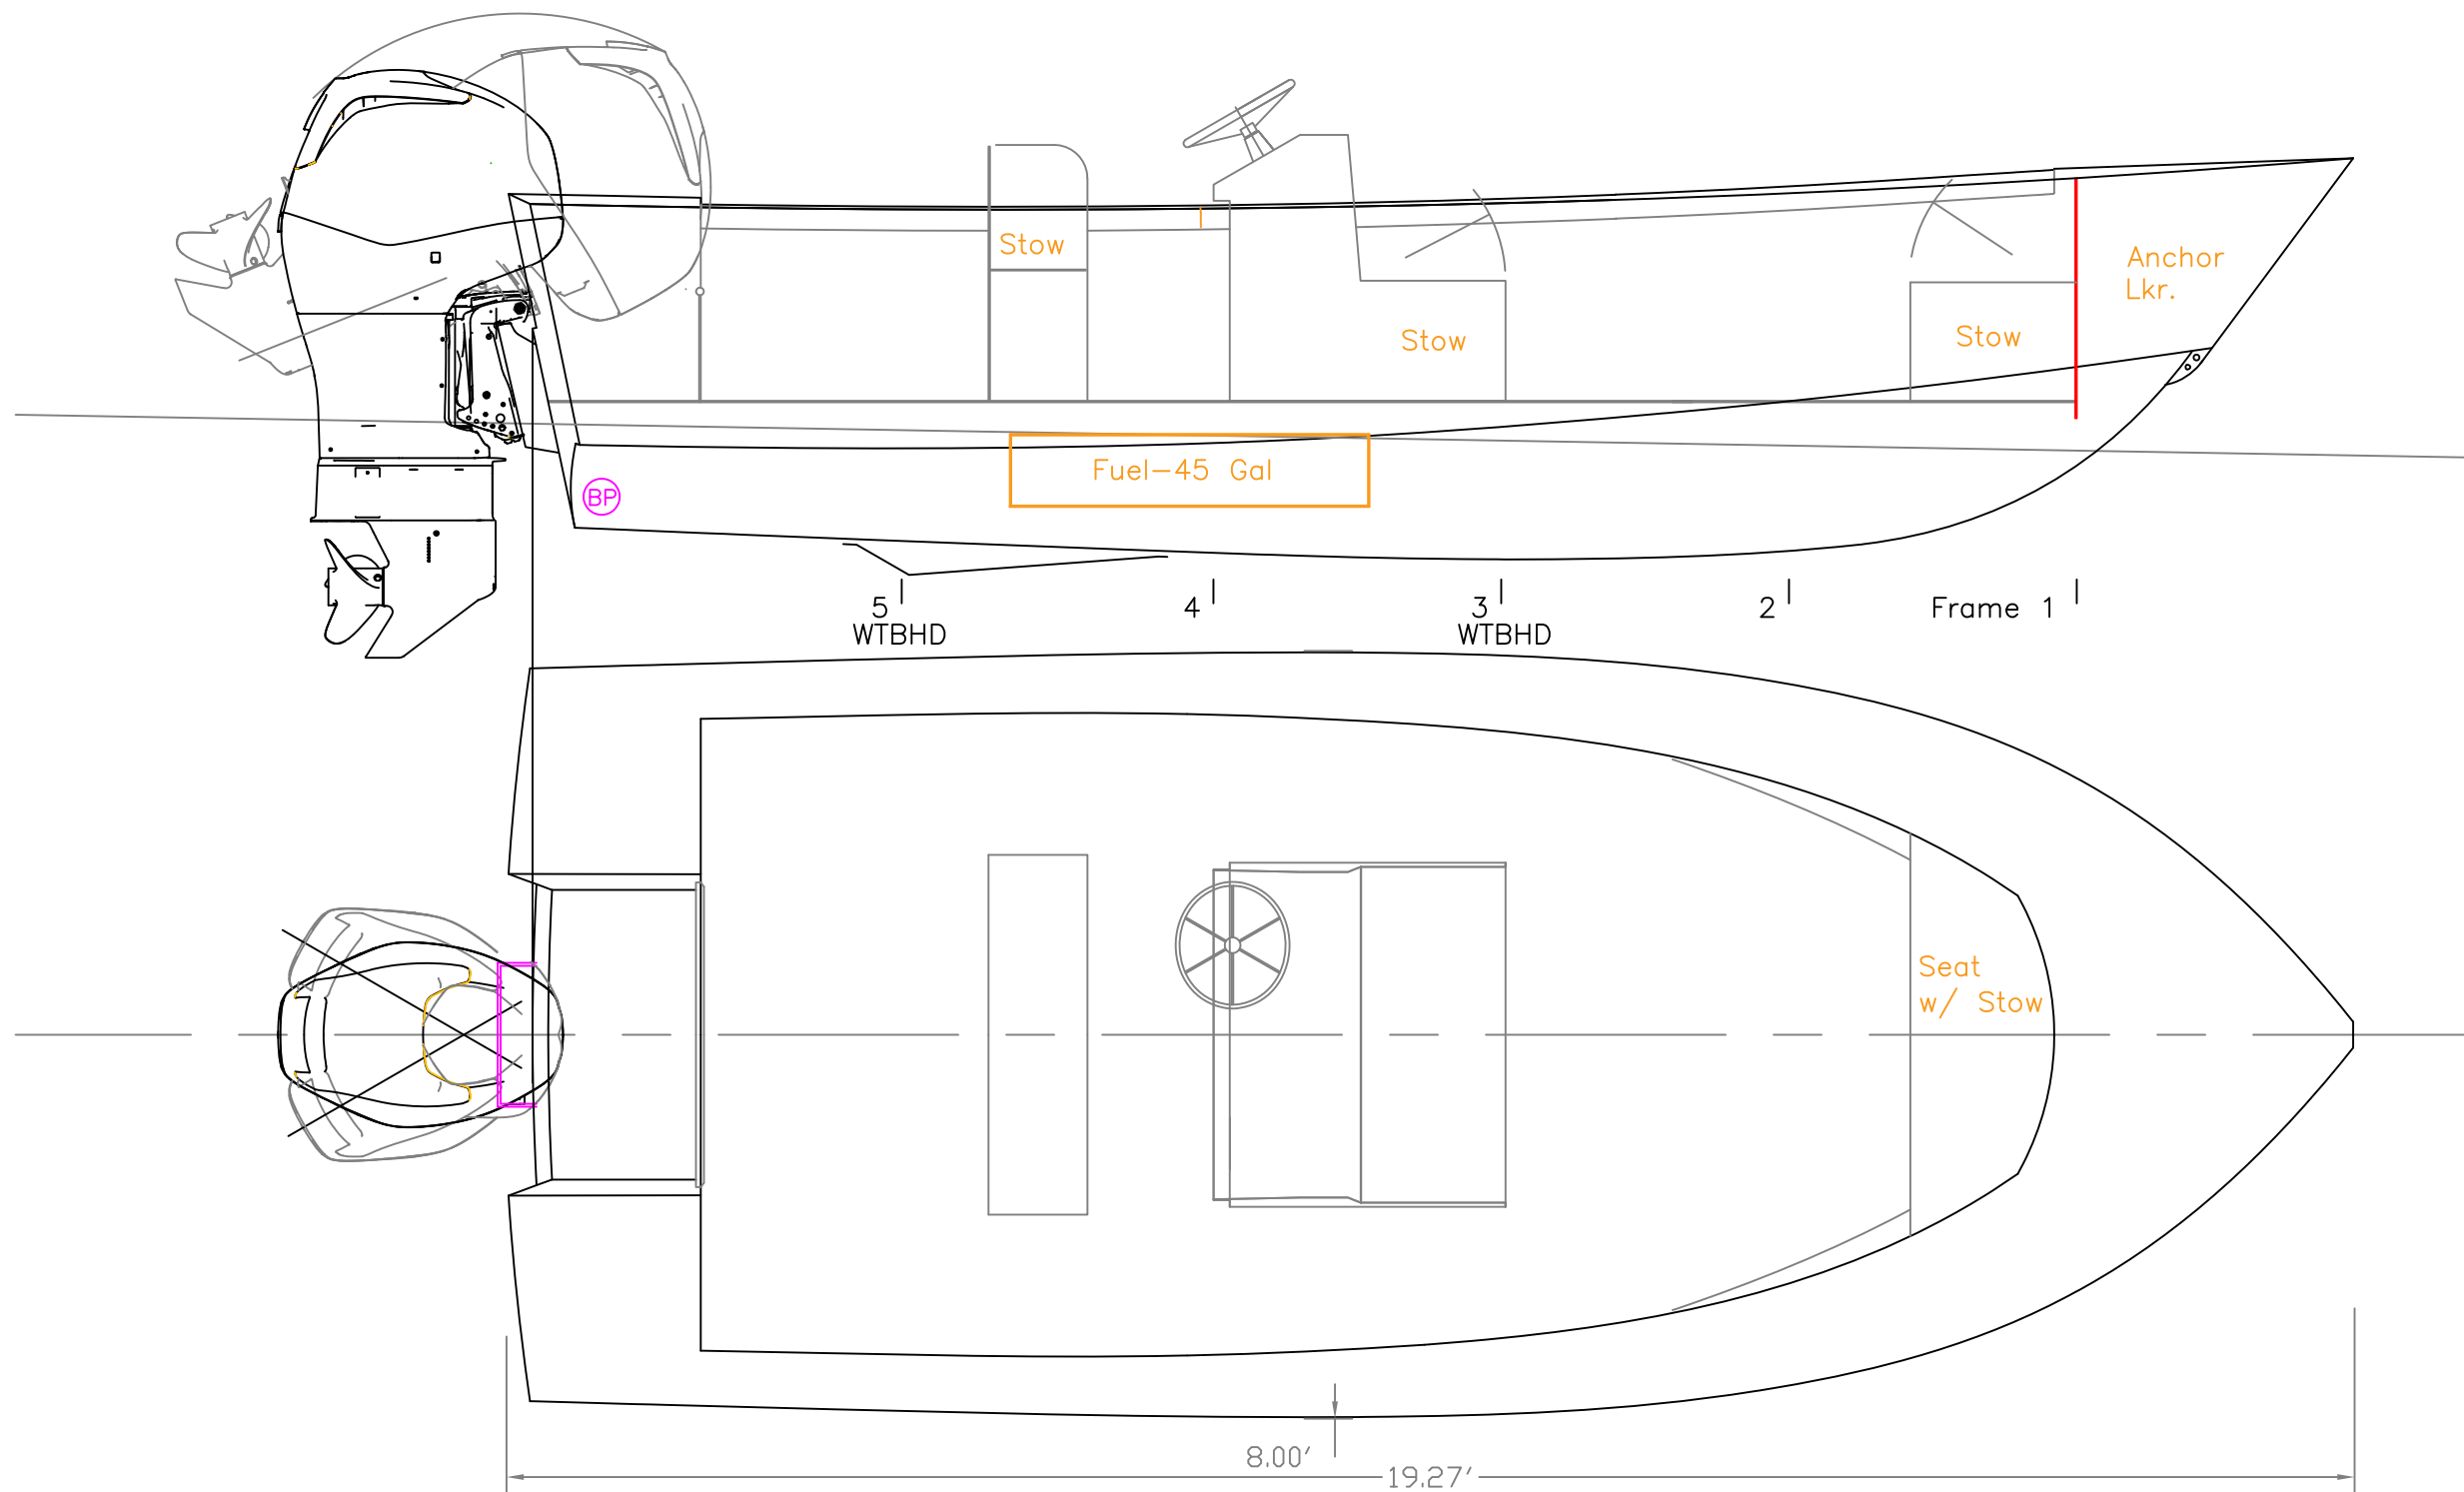 Stow
Anchor
Lkr.
Stow
Stow
Fuel-45 Gal
BP
5
WTBHD
4
3
WTBHD
2
Frame 1
Seat
w/ Stow
8.00'
19.27'